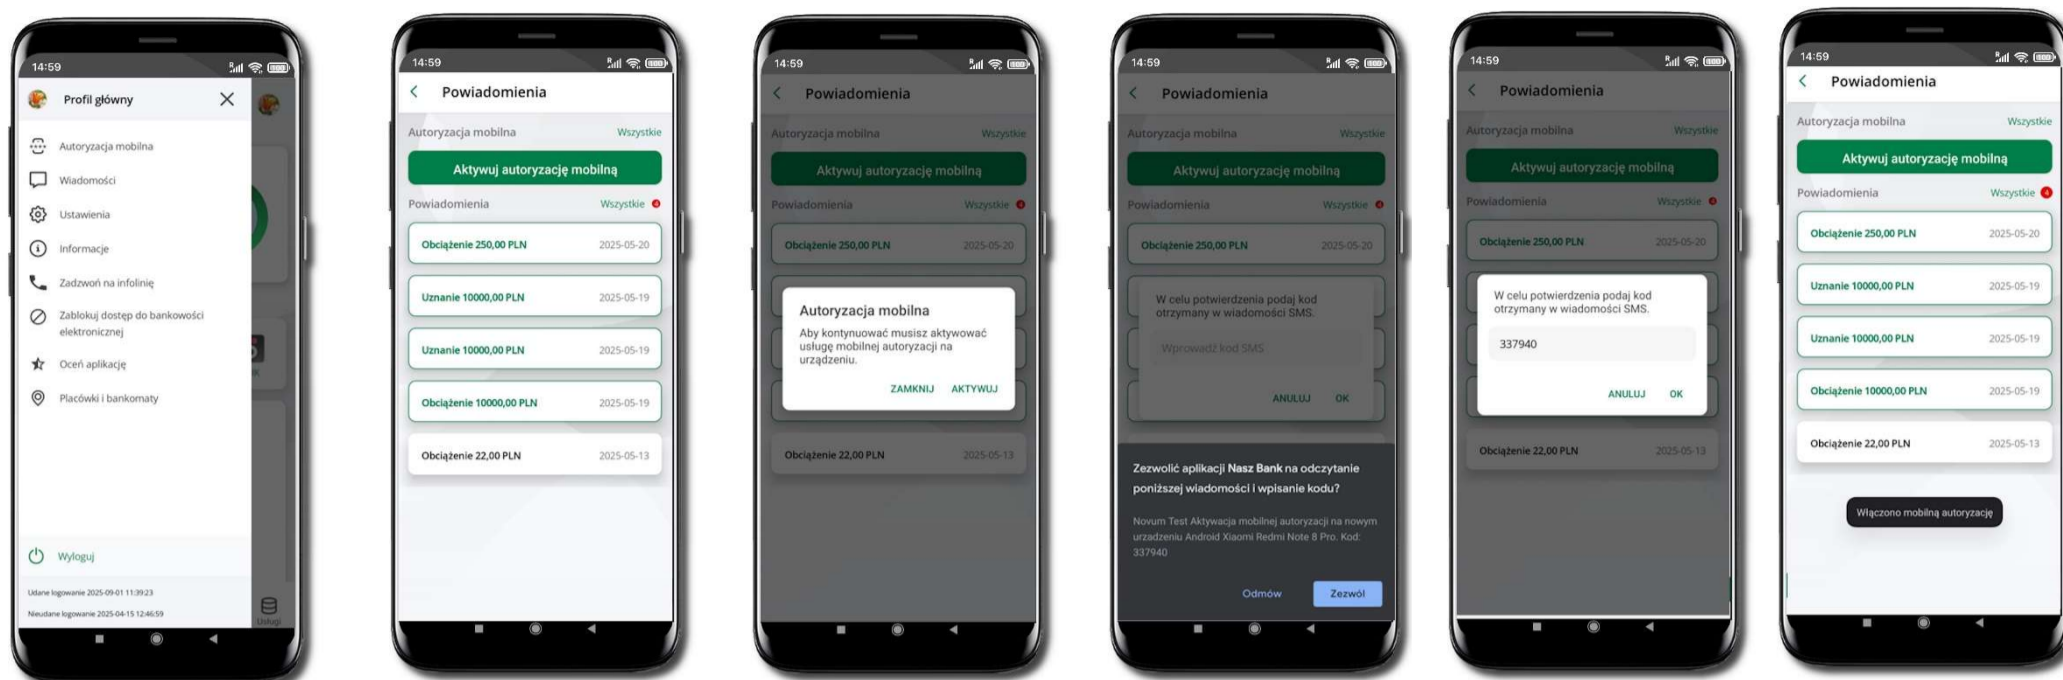 14:59
Profil główny
Autoryzacja mobilna
Wiadomości
Ustawienia
Informacje
Zadzwoń na infolinię
Zablokuj dostęp do bankowości
elektronicznej
Oceń aplikację
Placówki i bankomaty
Wyloguj
Udane logowanie 2025-09-01 11:39:23
Nieudane logowanie 2025-04-15 12:46:59
Usługi
14:59
Powiadomienia
Autoryzacja mobilna Wszystkie
Aktywuj autoryzację mobilną
Powiadomienia Wszystkie 4
Obciążenie 250,00 PLN 2025-05-20
Uznanie 10000,00 PLN 2025-05-19
Uznanie 10000,00 PLN 2025-05-19
Obciążenie 10000,00 PLN 2025-05-19
Obciążenie 22,00 PLN 2025-05-13
14:59
Powiadomienia
Autoryzacja mobilna Wszystkie
Aktywuj autoryzację mobilną
Powiadomienia Wszystkie 4
Obciążenie 250,00 PLN 2025-05-20
Autoryzacja mobilna
Aby kontynuować musisz aktywować
usługę mobilnej autoryzacji na
urządzeniu.
ZAMKNIJ AKTYWUJ
Obciążenie 22,00 PLN 2025-05-13
14:59
Powiadomienia
Autoryzacja mobilna Wszystkie
Aktywuj autoryzację mobilną
Powiadomienia Wszystkie 4
Obciążenie 250,00 PLN 2025-05-20
W celu potwierdzenia podaj kod
otrzymany w wiadomości SMS.
Wprowadź kod SMS
ANULUJ OK
Zezwolić aplikacji Nasz Bank na odczytanie
poniższej wiadomości i wpisanie kodu?
Novum Test Aktywacja mobilnej autoryzacji na nowym
urzadzeniu Android Xiaomi Redmi Note 8 Pro. Kod:
337940
Odmów Zezwól
14:59
Powiadomienia
Autoryzacja mobilna Wszystkie
Aktywuj autoryzację mobilną
Powiadomienia Wszystkie 4
Obciążenie 250,00 PLN 2025-05-20
W celu potwierdzenia podaj kod
otrzymany w wiadomości SMS.
337940
ANULUJ OK
Obciążenie 22,00 PLN 2025-05-13
14:59
Powiadomienia
Autoryzacja mobilna Wszystkie
Aktywuj autoryzację mobilną
Powiadomienia Wszystkie 4
Obciążenie 250,00 PLN 2025-05-20
Uznanie 10000,00 PLN 2025-05-19
Uznanie 10000,00 PLN 2025-05-19
Obciążenie 10000,00 PLN 2025-05-19
Obciążenie 22,00 PLN 2025-05-13
Włączono mobilną autoryzację